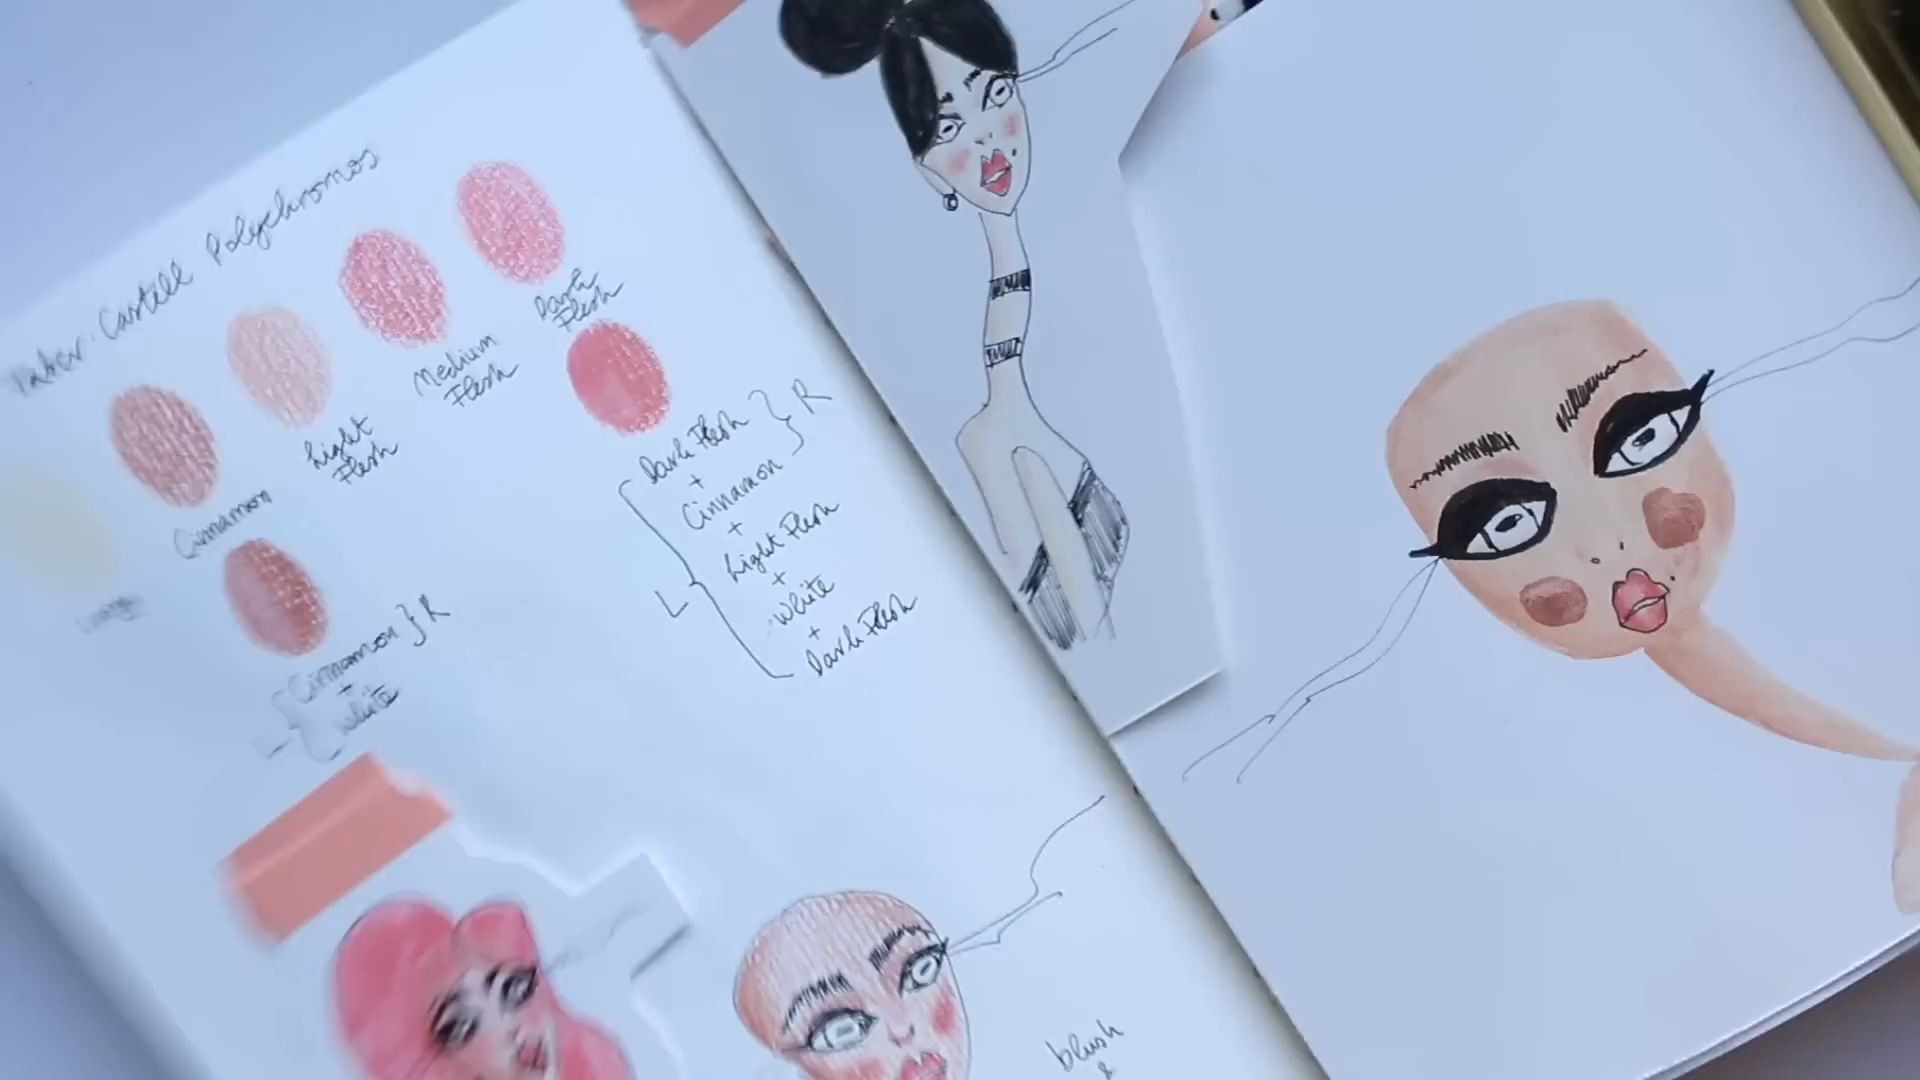 Faber-Castell Polychromos
Dark
Flesh
Medium
Flesh
Light
Flesh
Cinnamon
Cinnamon } R
+
White
L
Dark Flesh } R
+
Cinnamon
+
Light Flesh
+
White
+
Dark Flesh
L
blush
&